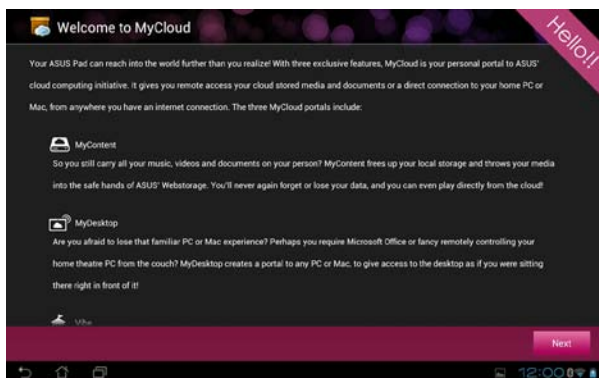 Welcome to MyCloud
Hello!!
Your ASUS Pad can reach into the world further than you realize! With three exclusive features, MyCloud is your personal portal to ASUS'
cloud computing initiative. It gives you remote access your cloud stored media and documents or a direct connection to your home PC or
Mac, from anywhere you have an internet connection. The three MyCloud portals include:
MyContent
So you still carry all your music, videos and documents on your person? MyContent frees up your local storage and throws your media
into the safe hands of ASUS' Webstorage. You'll never again forget or lose your data, and you can even play directly from the cloud!
MyDesktop
Are you afraid to lose that familiar PC or Mac experience? Perhaps you require Microsoft Office or fancy remotely controlling your
home theatre PC from the couch? MyDesktop creates a portal to any PC or Mac, to give access to the desktop as if you were sitting
there right in front of it!
Vibe
Next
12:00